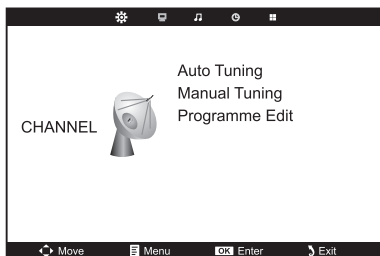 Auto Tuning
Manual Tuning
Programme Edit
CHANNEL
Move Menu OK Enter Exit